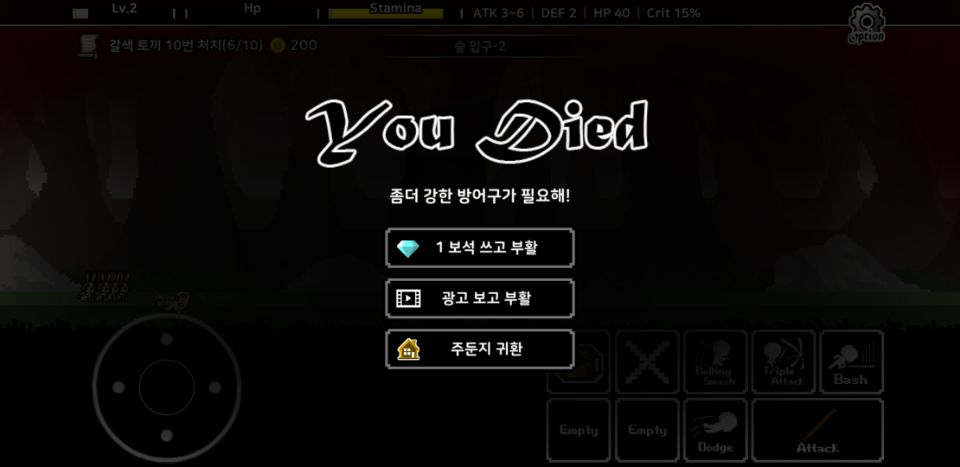 Lv.2 Hp Stamina ATK 3~6 DEF 2 HP 40 Crit 15%
option
갈색 토끼 10번 처치(6/10) G 200
숲 입구-2
You Died
좀더 강한 방어구가 필요해!
1 보석 쓰고 부활
광고 보고 부활
주둔지 귀환
Rolling Smash
Triple Attack
Bash
Empty
Empty
Dodge
Attack